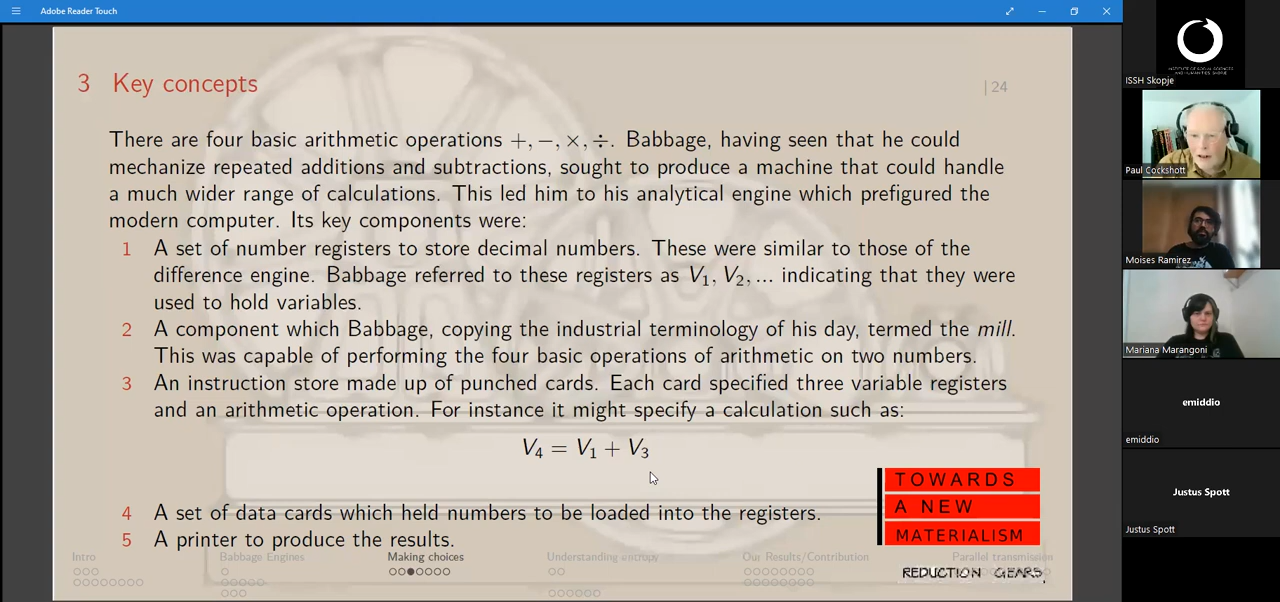 Adobe Reader Touch
3 Key concepts
| 24
There are four basic arithmetic operations +, −, ×, ÷. Babbage, having seen that he could
mechanize repeated additions and subtractions, sought to produce a machine that could handle
a much wider range of calculations. This led him to his analytical engine which prefigured the
modern computer. Its key components were:
1 A set of number registers to store decimal numbers. These were similar to those of the
difference engine. Babbage referred to these registers as V₁, V₂, ... indicating that they were
used to hold variables.
2 A component which Babbage, copying the industrial terminology of his day, termed the mill.
This was capable of performing the four basic operations of arithmetic on two numbers.
3 An instruction store made up of punched cards. Each card specified three variable registers
and an arithmetic operation. For instance it might specify a calculation such as:
V₄ = V₁ + V₃
4 A set of data cards which held numbers to be loaded into the registers.
5 A printer to produce the results.
TOWARDS
A NEW
MATERIALISM
REDUCTION GEARS,
Intro
Babbage Engines
Making choices
Understanding entropy
Our Results/Contribution
Parallel transmission
INSTITUTE OF SOCIAL SCIENCES
AND HUMANITIES, SKOPJE
ISSH Skopje
Paul Cockshott
Moises Ramirez
Mariana Marangoni
emiddio
emiddio
Justus Spott
Justus Spott